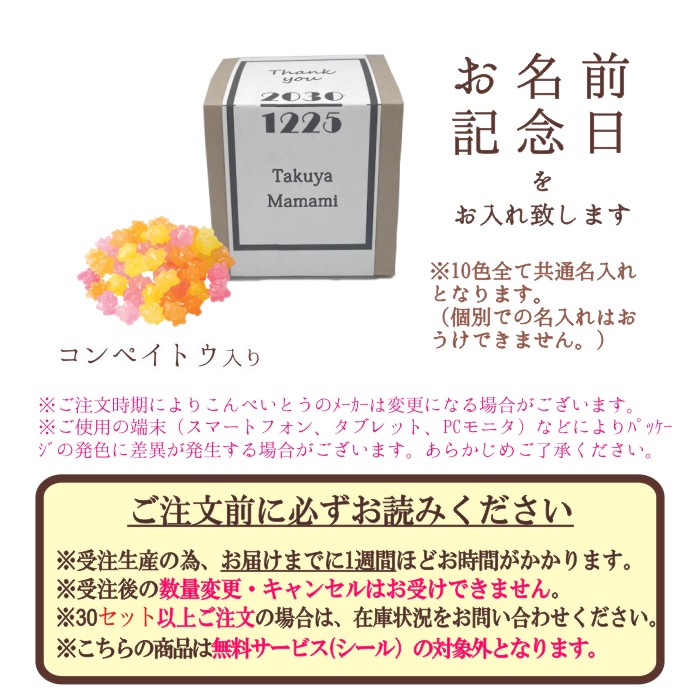 Thank
you
2030
1225
Takuya
Mamami
お名前
記念日
を
お入れ致します
※10色全て共通名入れ
となります。
（個別での名入れはお
うけできません。）
コンペイトウ入り
※ご注文時期によりこんぺいとうのﾒｰｶｰは変更になる場合がございます。
※ご使用の端末（スマートフォン、タブレット、PCモニタ）などによりﾊﾟｯｹｰ
ｼﾞの発色に差異が発生する場合がございます。あらかじめご了承ください。
ご注文前に必ずお読みください
※受注生産の為、お届けまでに1週間ほどお時間がかかります。
※受注後の数量変更・キャンセルはお受けできません。
※30セット以上ご注文の場合は、在庫状況をお問い合わせください。
※こちらの商品は無料サービス(シール）の対象外となります。